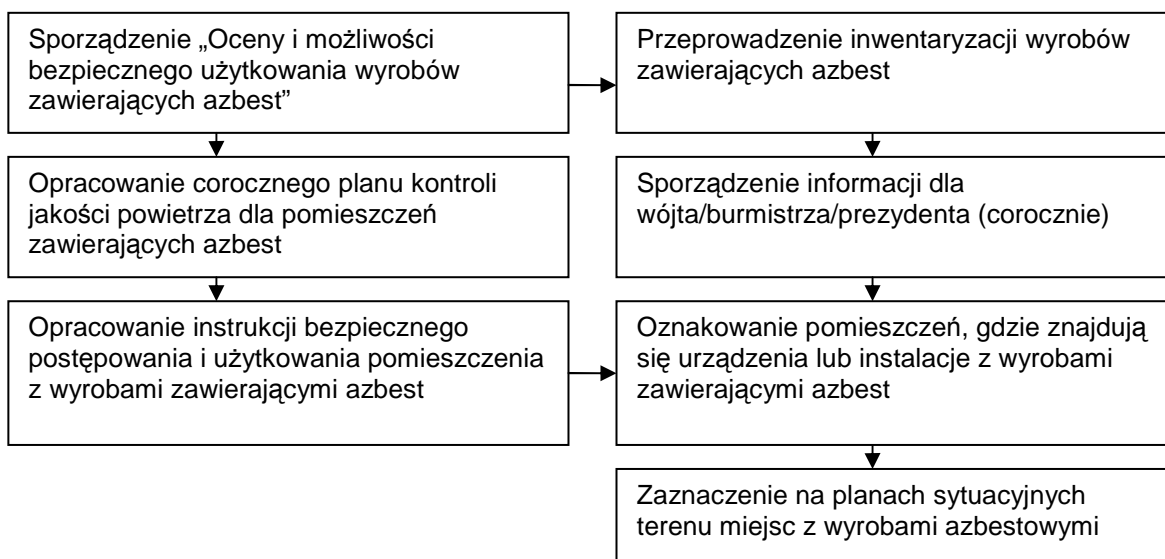 Sporządzenie „Oceny i możliwości
bezpiecznego użytkowania wyrobów
zawierających azbest”
Przeprowadzenie inwentaryzacji wyrobów
zawierających azbest
Opracowanie corocznego planu kontroli
jakości powietrza dla pomieszczeń
zawierających azbest
Sporządzenie informacji dla
wójta/burmistrza/prezydenta (corocznie)
Opracowanie instrukcji bezpiecznego
postępowania i użytkowania pomieszczenia
z wyrobami zawierającymi azbest
Oznakowanie pomieszczeń, gdzie znajdują
się urządzenia lub instalacje z wyrobami
zawierającymi azbest
Zaznaczenie na planach sytuacyjnych
terenu miejsc z wyrobami azbestowymi